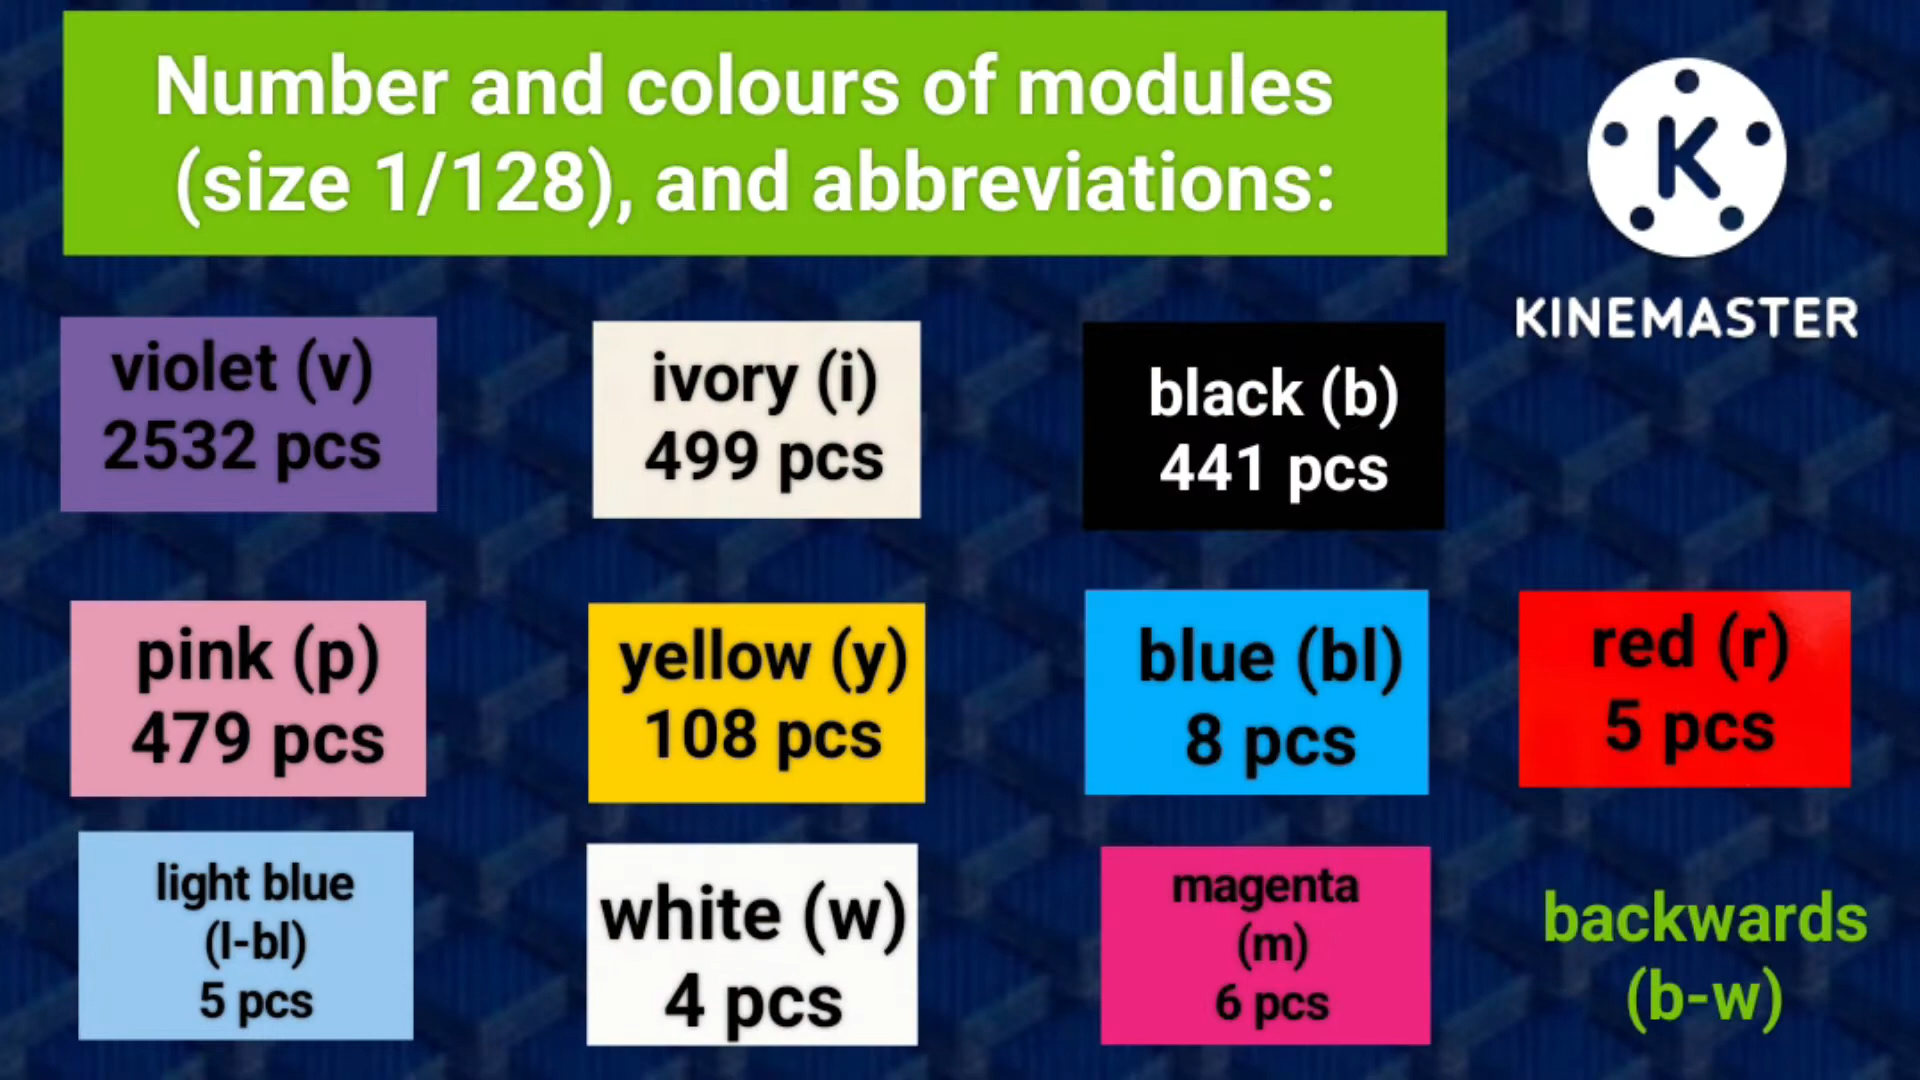 Number and colours of modules
(size 1/128), and abbreviations:
K
KINEMASTER
violet (v)
2532 pcs
ivory (i)
499 pcs
black (b)
441 pcs
pink (p)
479 pcs
yellow (y)
108 pcs
blue (bl)
8 pcs
red (r)
5 pcs
light blue
(l-bl)
5 pcs
white (w)
4 pcs
magenta
(m)
6 pcs
backwards
(b-w)